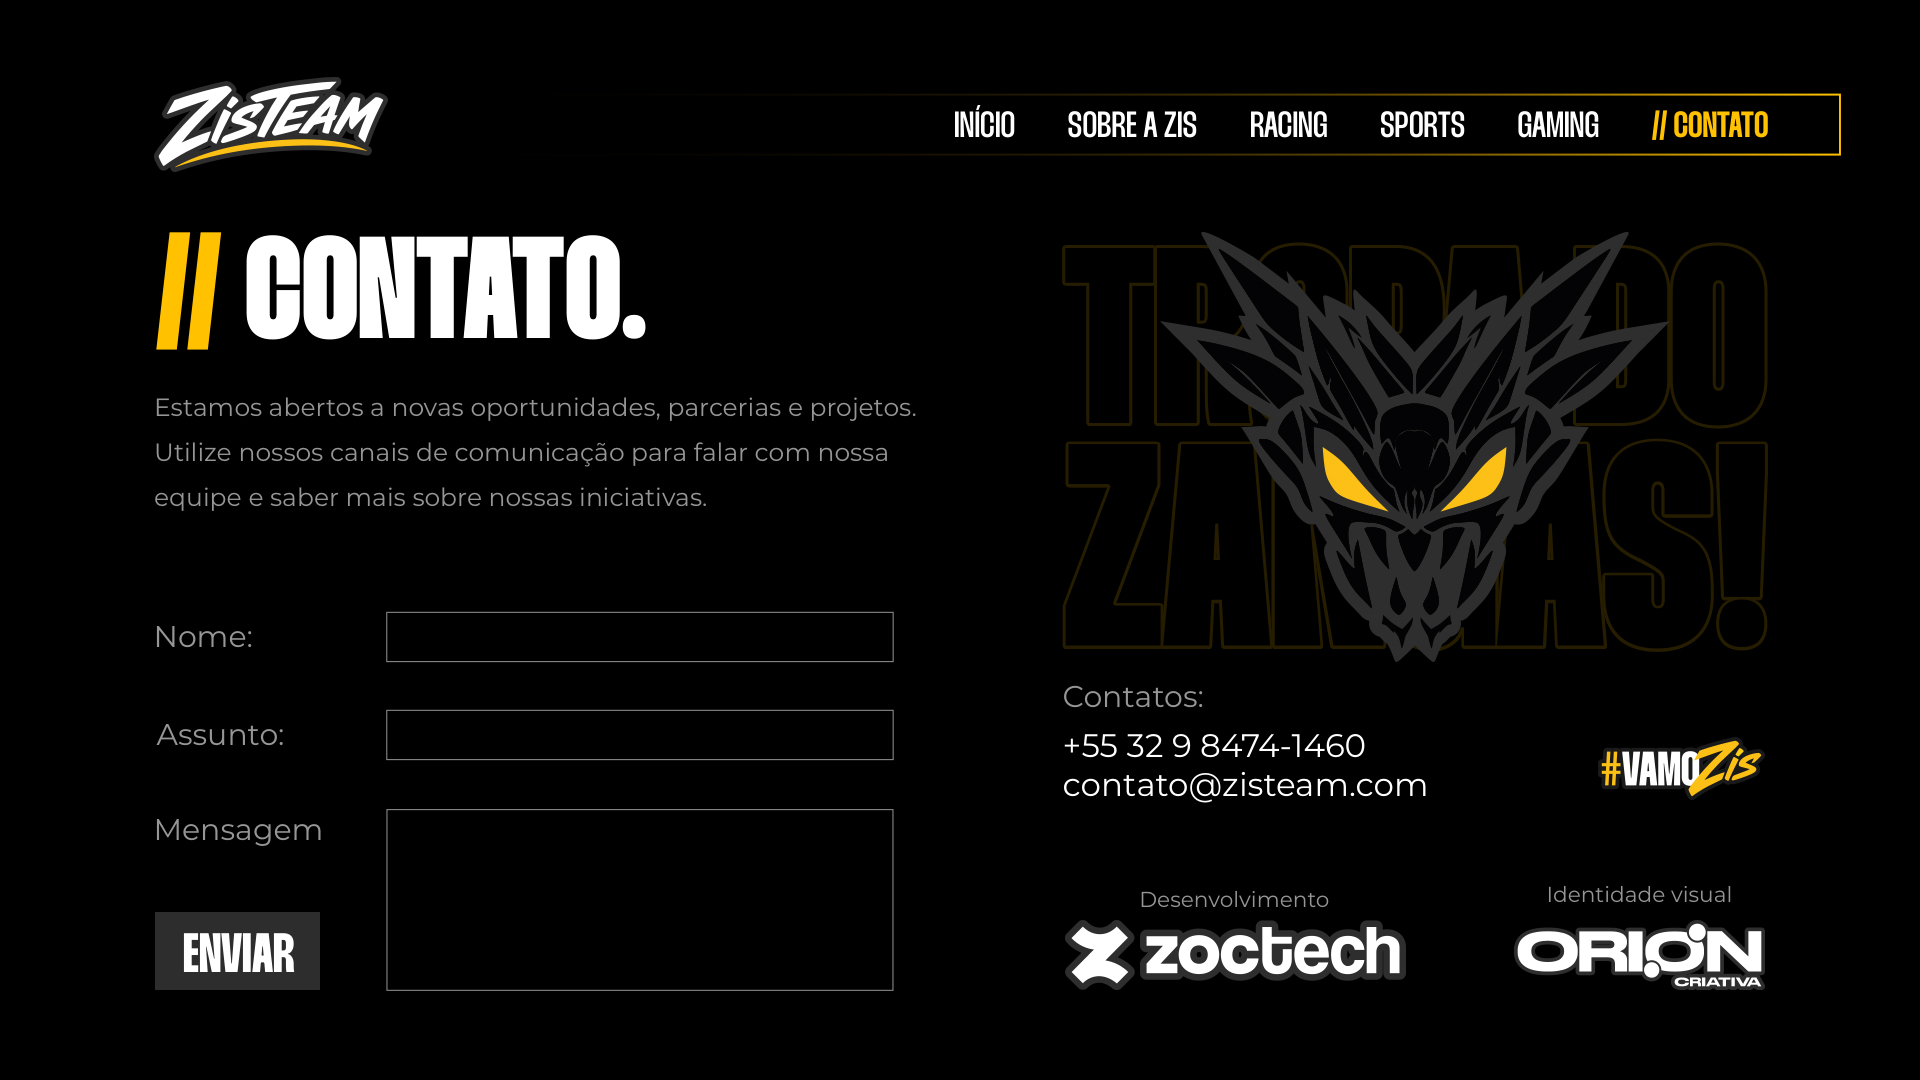 ZISTEAM
INÍCIO SOBRE A ZIS RACING SPORTS GAMING // CONTATO
// CONTATO.
Estamos abertos a novas oportunidades, parcerias e projetos.
Utilize nossos canais de comunicação para falar com nossa
equipe e saber mais sobre nossas iniciativas.
Nome:
Assunto:
Mensagem
ENVIAR
TROPA DO
Contatos:
+55 32 9 8474-1460
contato@zisteam.com
#VAMOZis
Desenvolvimento
zoctech
Identidade visual
ORION
CRIATIVA